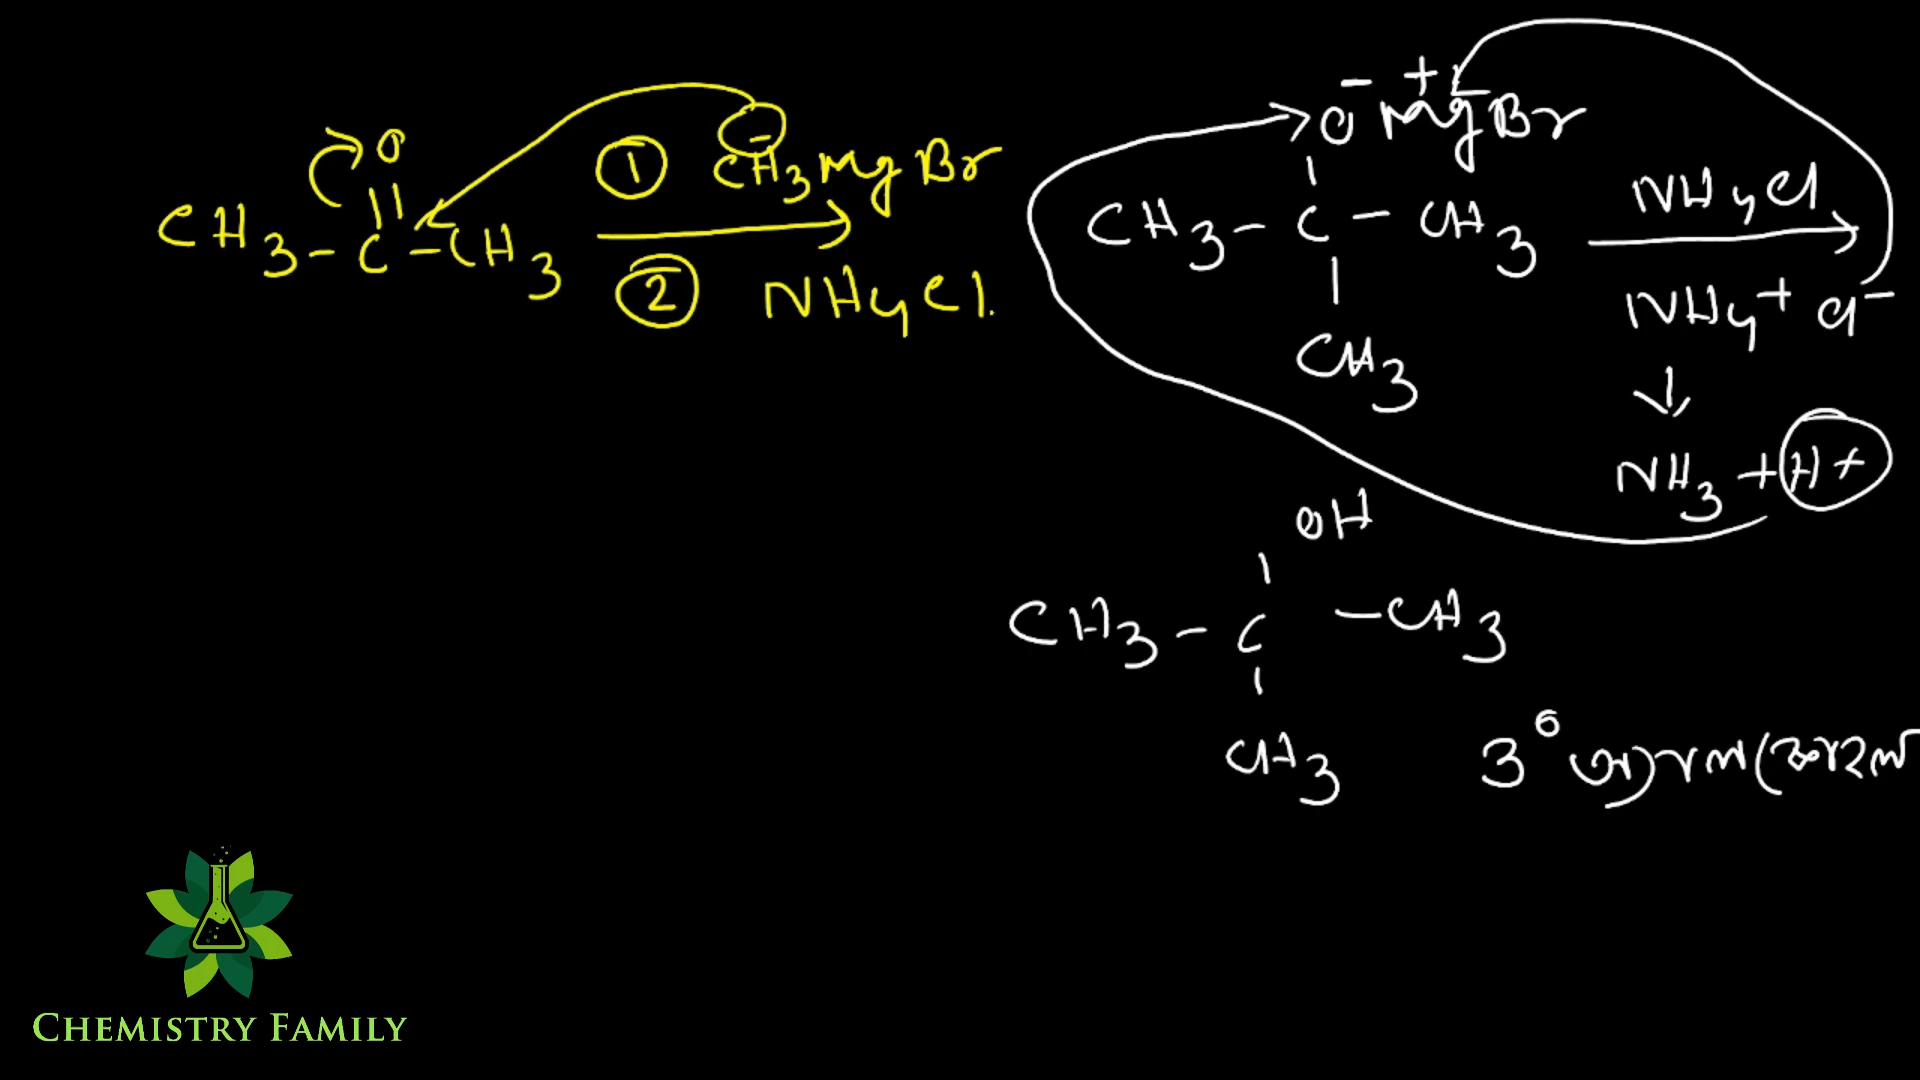 O
||
CH3-C-CH3
① CH3MgBr
② NH4Cl.
O⁻ ⁺MgBr
CH3-C-CH3
CH3
NH4Cl
NH4+ Cl-
↓
NH3 + H+
OH
CH3-C-CH3
CH3
3° অ্যালকোহল
CHEMISTRY FAMILY